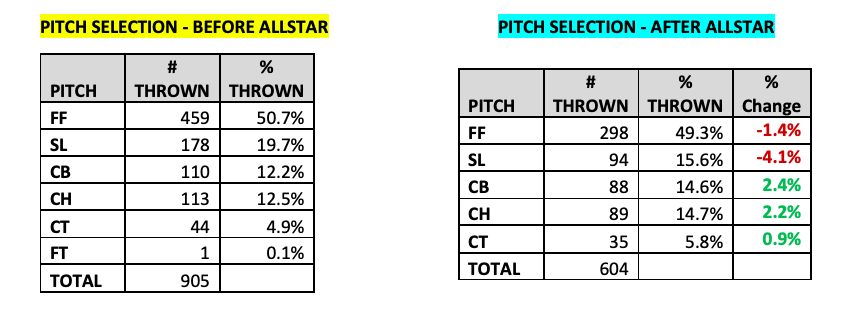 PITCH SELECTION - BEFORE ALLSTAR
PITCH # THROWN % THROWN
FF 459 50.7%
SL 178 19.7%
CB 110 12.2%
CH 113 12.5%
CT 44 4.9%
FT 1 0.1%
TOTAL 905
PITCH SELECTION - AFTER ALLSTAR
PITCH # THROWN % THROWN % Change
FF 298 49.3% -1.4%
SL 94 15.6% -4.1%
CB 88 14.6% 2.4%
CH 89 14.7% 2.2%
CT 35 5.8% 0.9%
TOTAL 604